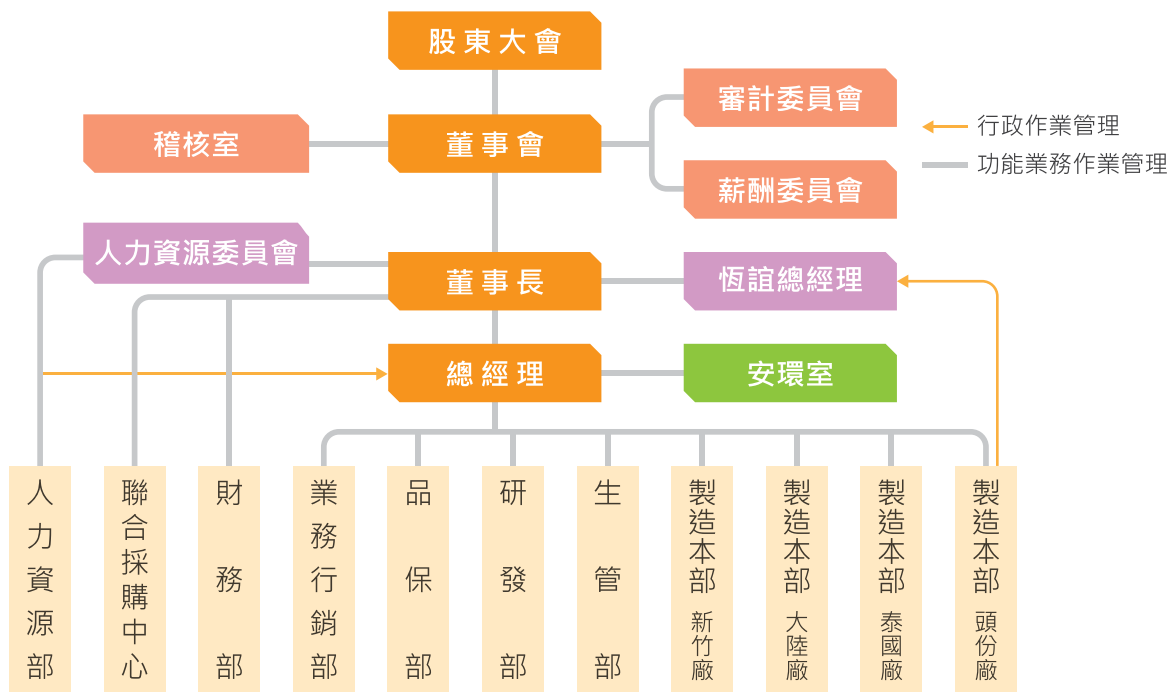 股東大會
審計委員會
行政作業管理
稽核室
董事會
功能業務作業管理
薪酬委員會
人力資源委員會
董事長
恆誼總經理
總經理
安環室
人力資源部
聯合採購中心
財務部
業務行銷部
品保部
研發部
生管部
製造本部 新竹廠
製造本部 大陸廠
製造本部 泰國廠
製造本部 頭份廠